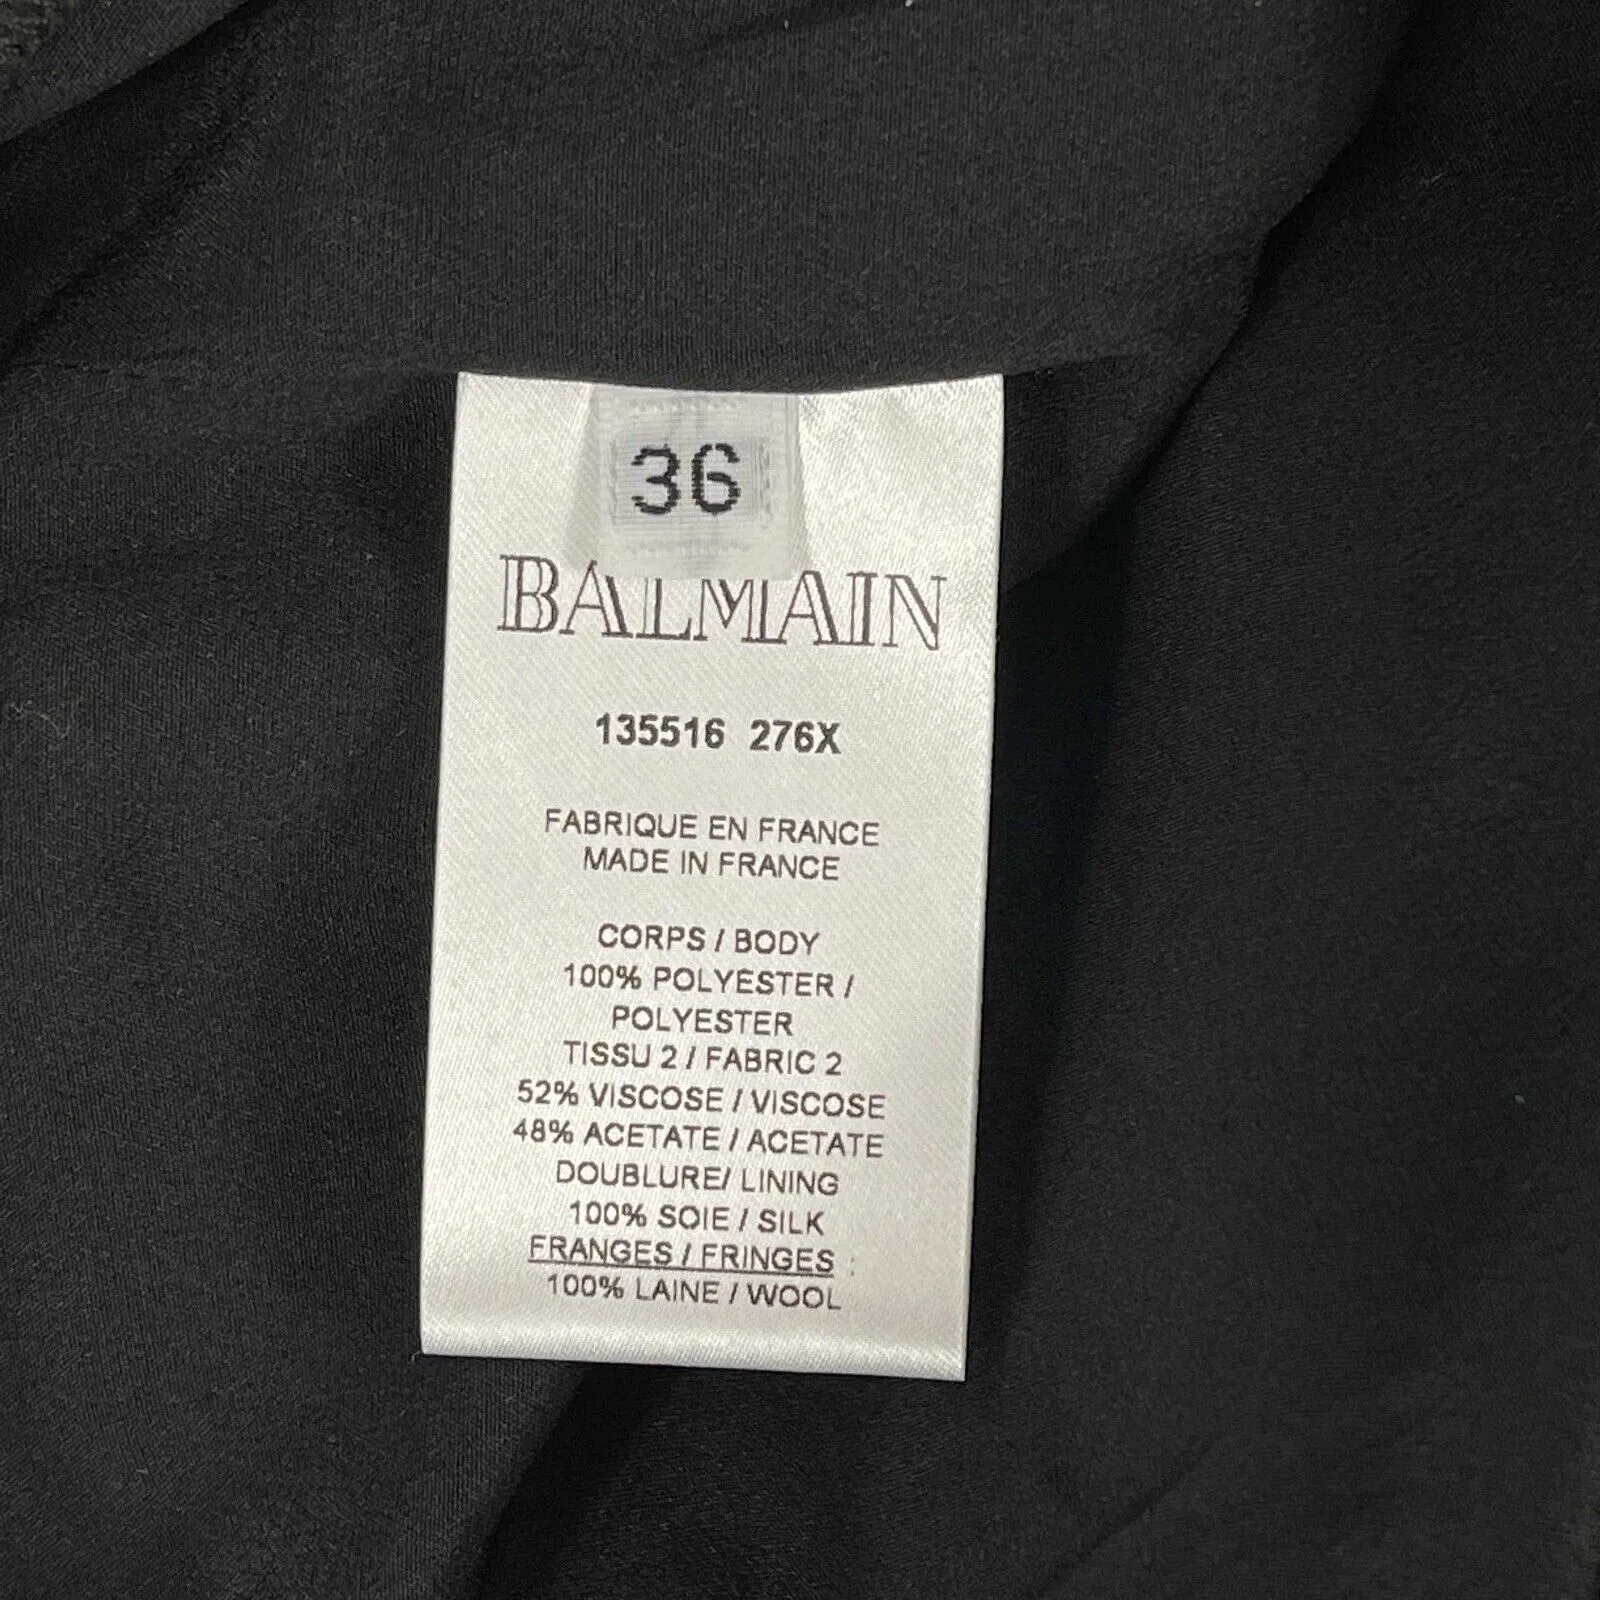 36
BALMAIN
135516 276X
FABRIQUE EN FRANCE
MADE IN FRANCE
CORPS / BODY
100% POLYESTER /
POLYESTER
TISSU 2 / FABRIC 2
52% VISCOSE / VISCOSE
48% ACETATE / ACETATE
DOUBLURE/ LINING
100% SOIE / SILK
FRANGES / FRINGES :
100% LAINE / WOOL